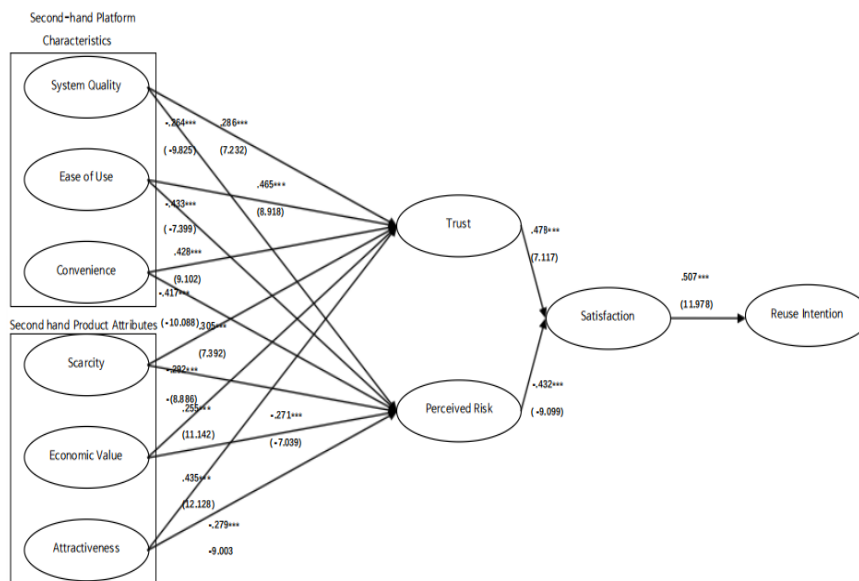 Second-hand Platform
Characteristics
System Quality
-.264***
.286***
(-9.825)
(7.232)
Ease of Use
.465***
-.433***
(8.918)
(-7.399)
Trust
.478***
.428***
(7.117)
Convenience
(9.102)
.507***
-.417***
(11.978)
Satisfaction
Reuse Intention
Second hand Product Attributes
(-10.088)
.305***
(7.392)
Scarcity
-.292***
-.432***
-(8.886)
.255***
-.271***
Perceived Risk
(-9.099)
(11.142)
(-7.039)
Economic Value
.435***
(12.128)
-.279***
Attractiveness
-9.003